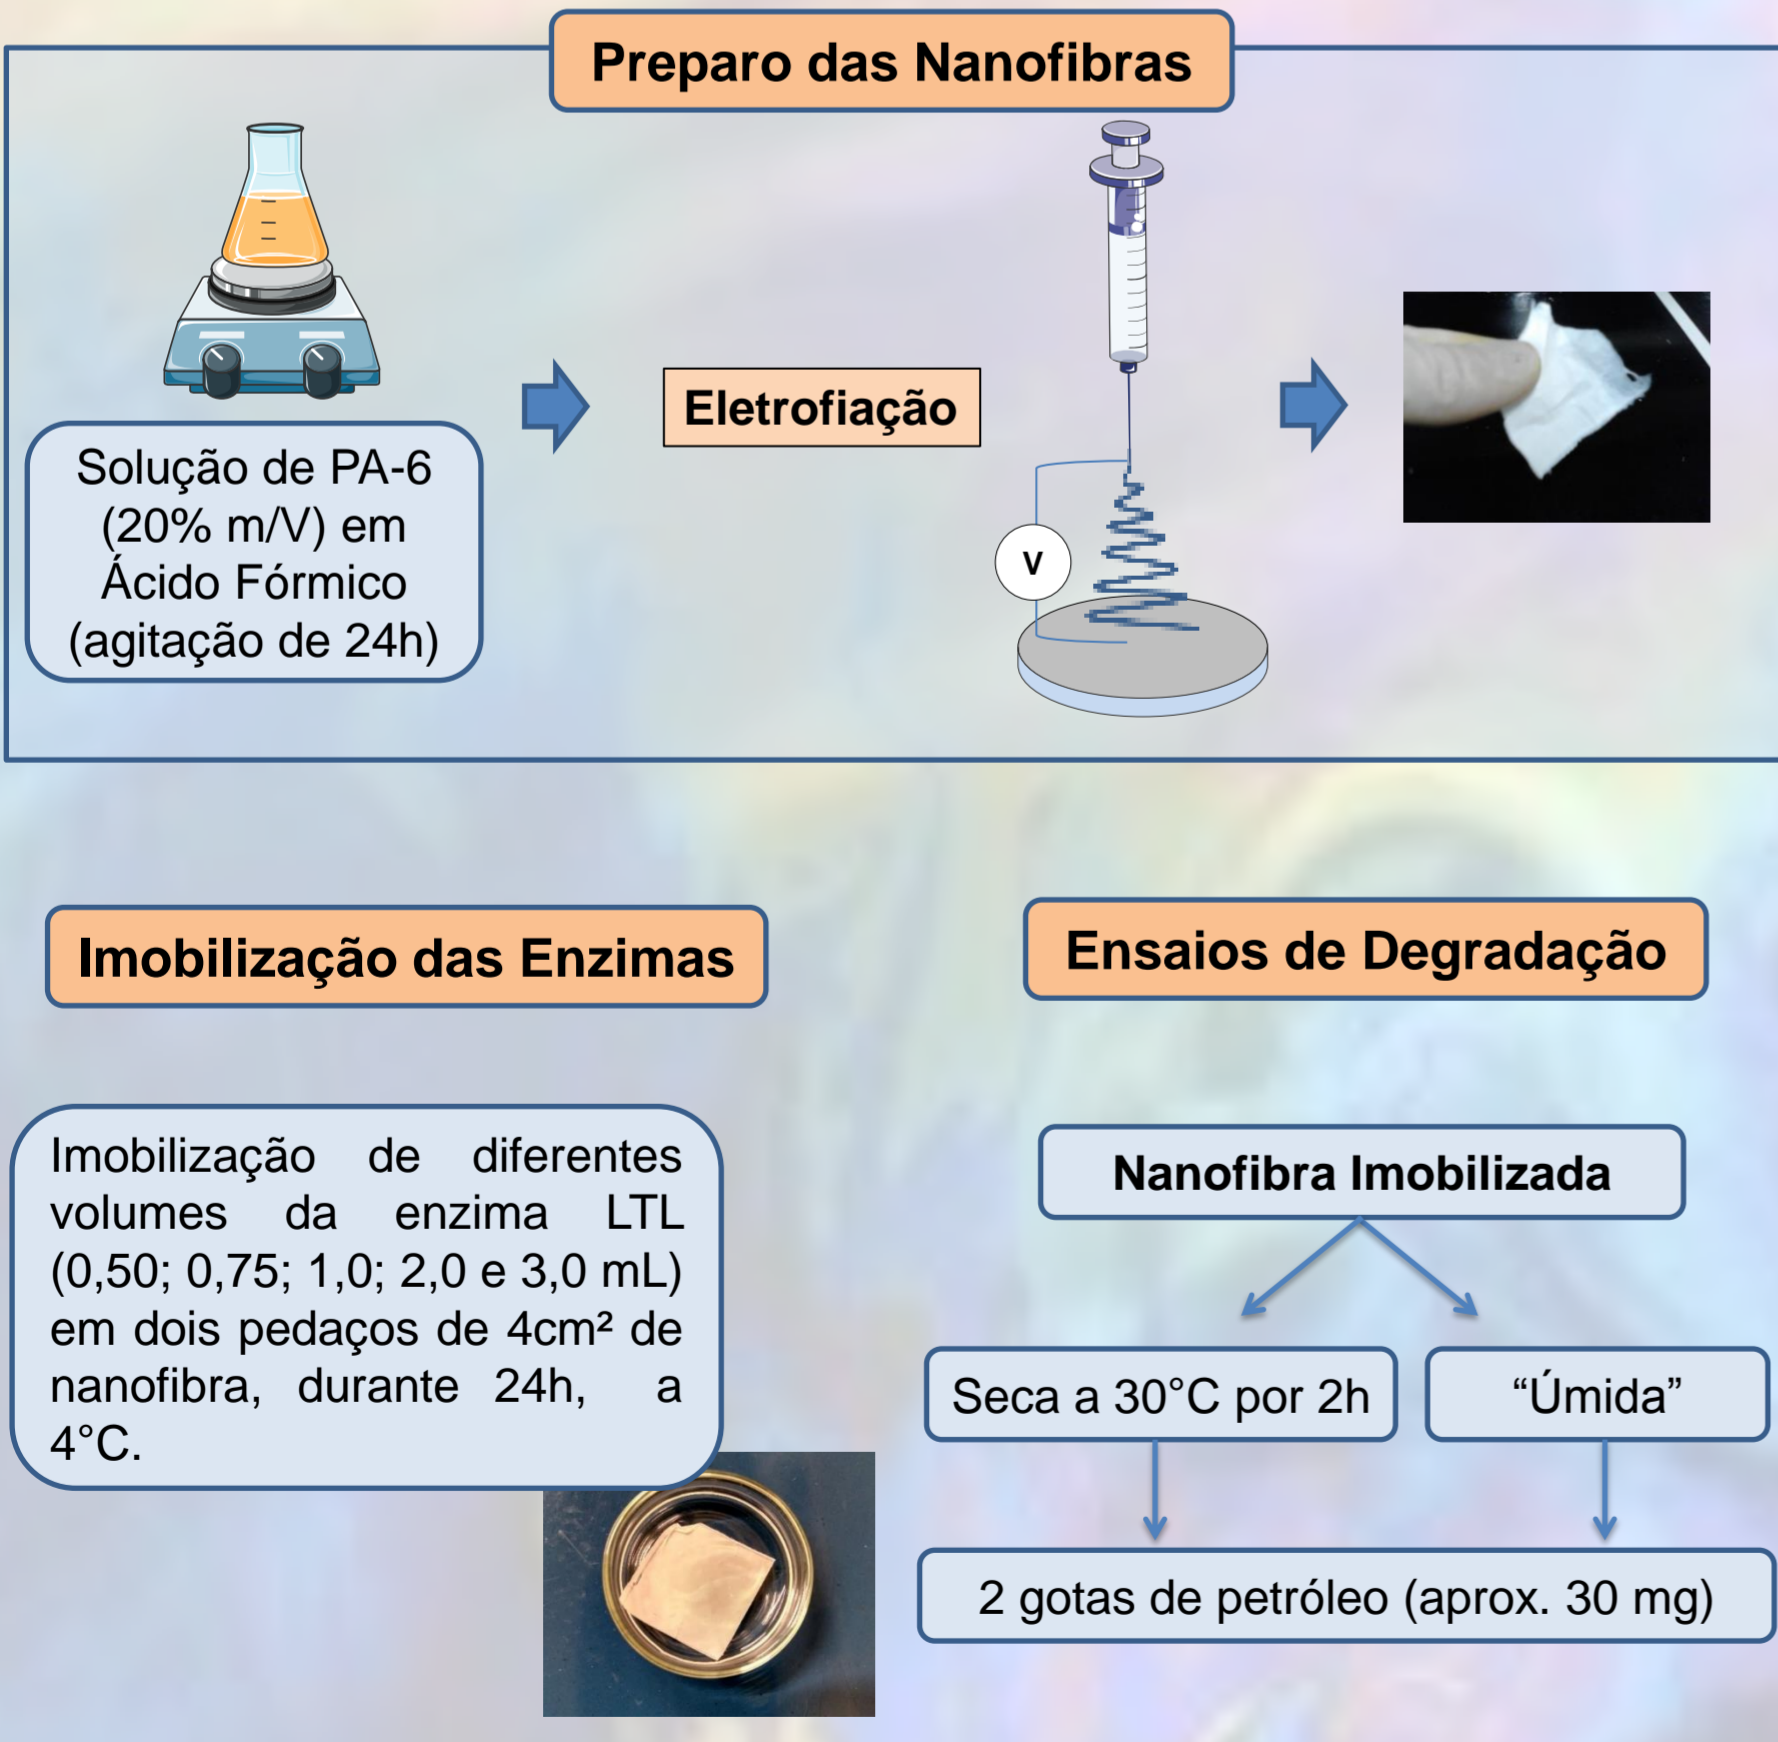 Preparo das Nanofibras
Solução de PA-6
(20% m/V) em
Ácido Fórmico
(agitação de 24h)
Eletrofiação
V
Imobilização das Enzimas
Imobilização de diferentes
volumes da enzima LTL
(0,50; 0,75; 1,0; 2,0 e 3,0 mL)
em dois pedaços de 4cm² de
nanofibra, durante 24h, a
4°C.
Ensaios de Degradação
Nanofibra Imobilizada
Seca a 30°C por 2h
“Úmida”
2 gotas de petróleo (aprox. 30 mg)